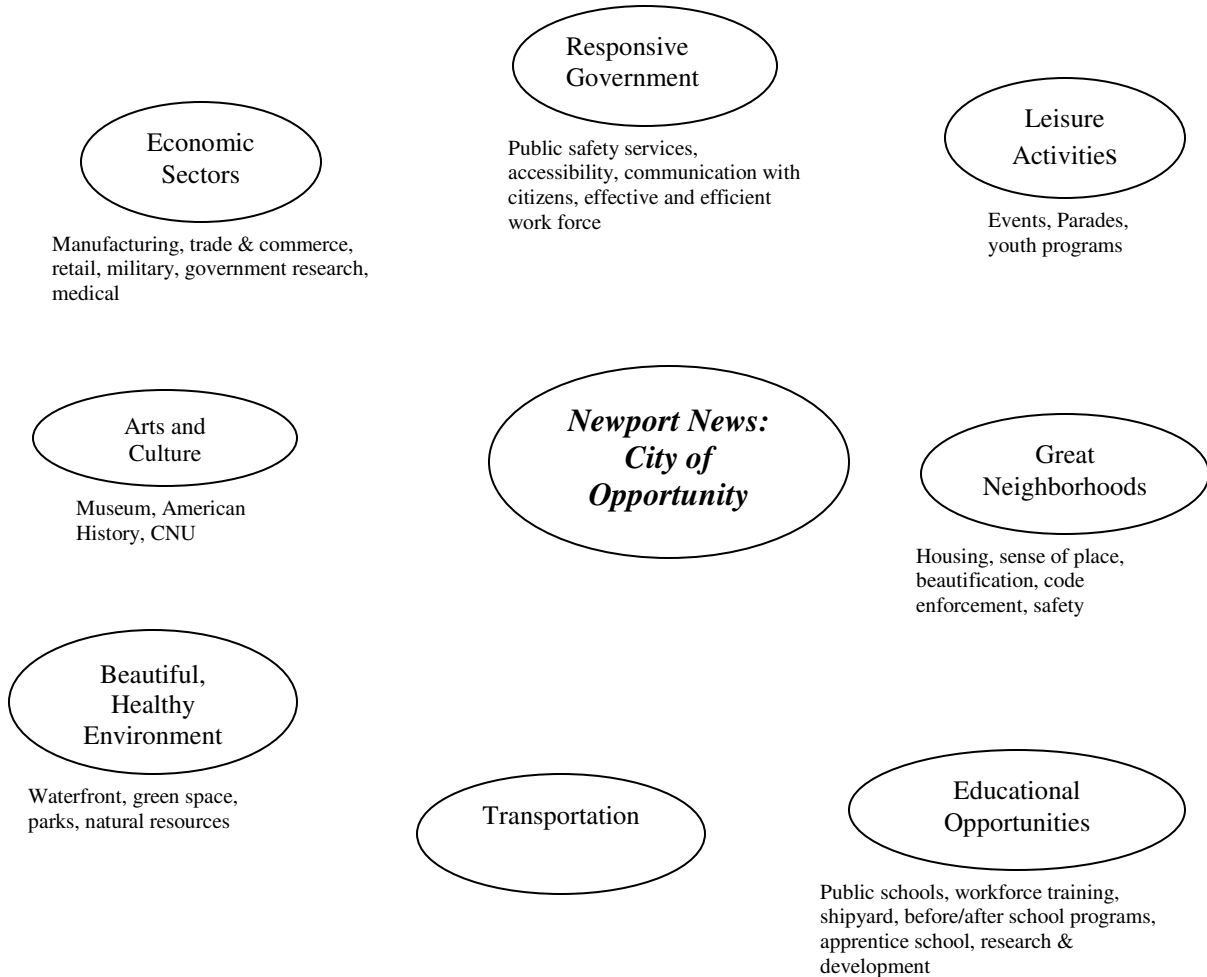 Responsive
Government
Public safety services,
accessibility, communication with
citizens, effective and efficient
work force
Leisure
Activities
Events, Parades,
youth programs
Economic
Sectors
Manufacturing, trade & commerce,
retail, military, government research,
medical
Newport News:
City of
Opportunity
Arts and
Culture
Museum, American
History, CNU
Great
Neighborhoods
Housing, sense of place,
beautification, code
enforcement, safety
Beautiful,
Healthy
Environment
Waterfront, green space,
parks, natural resources
Transportation
Educational
Opportunities
Public schools, workforce training,
shipyard, before/after school programs,
apprentice school, research &
development